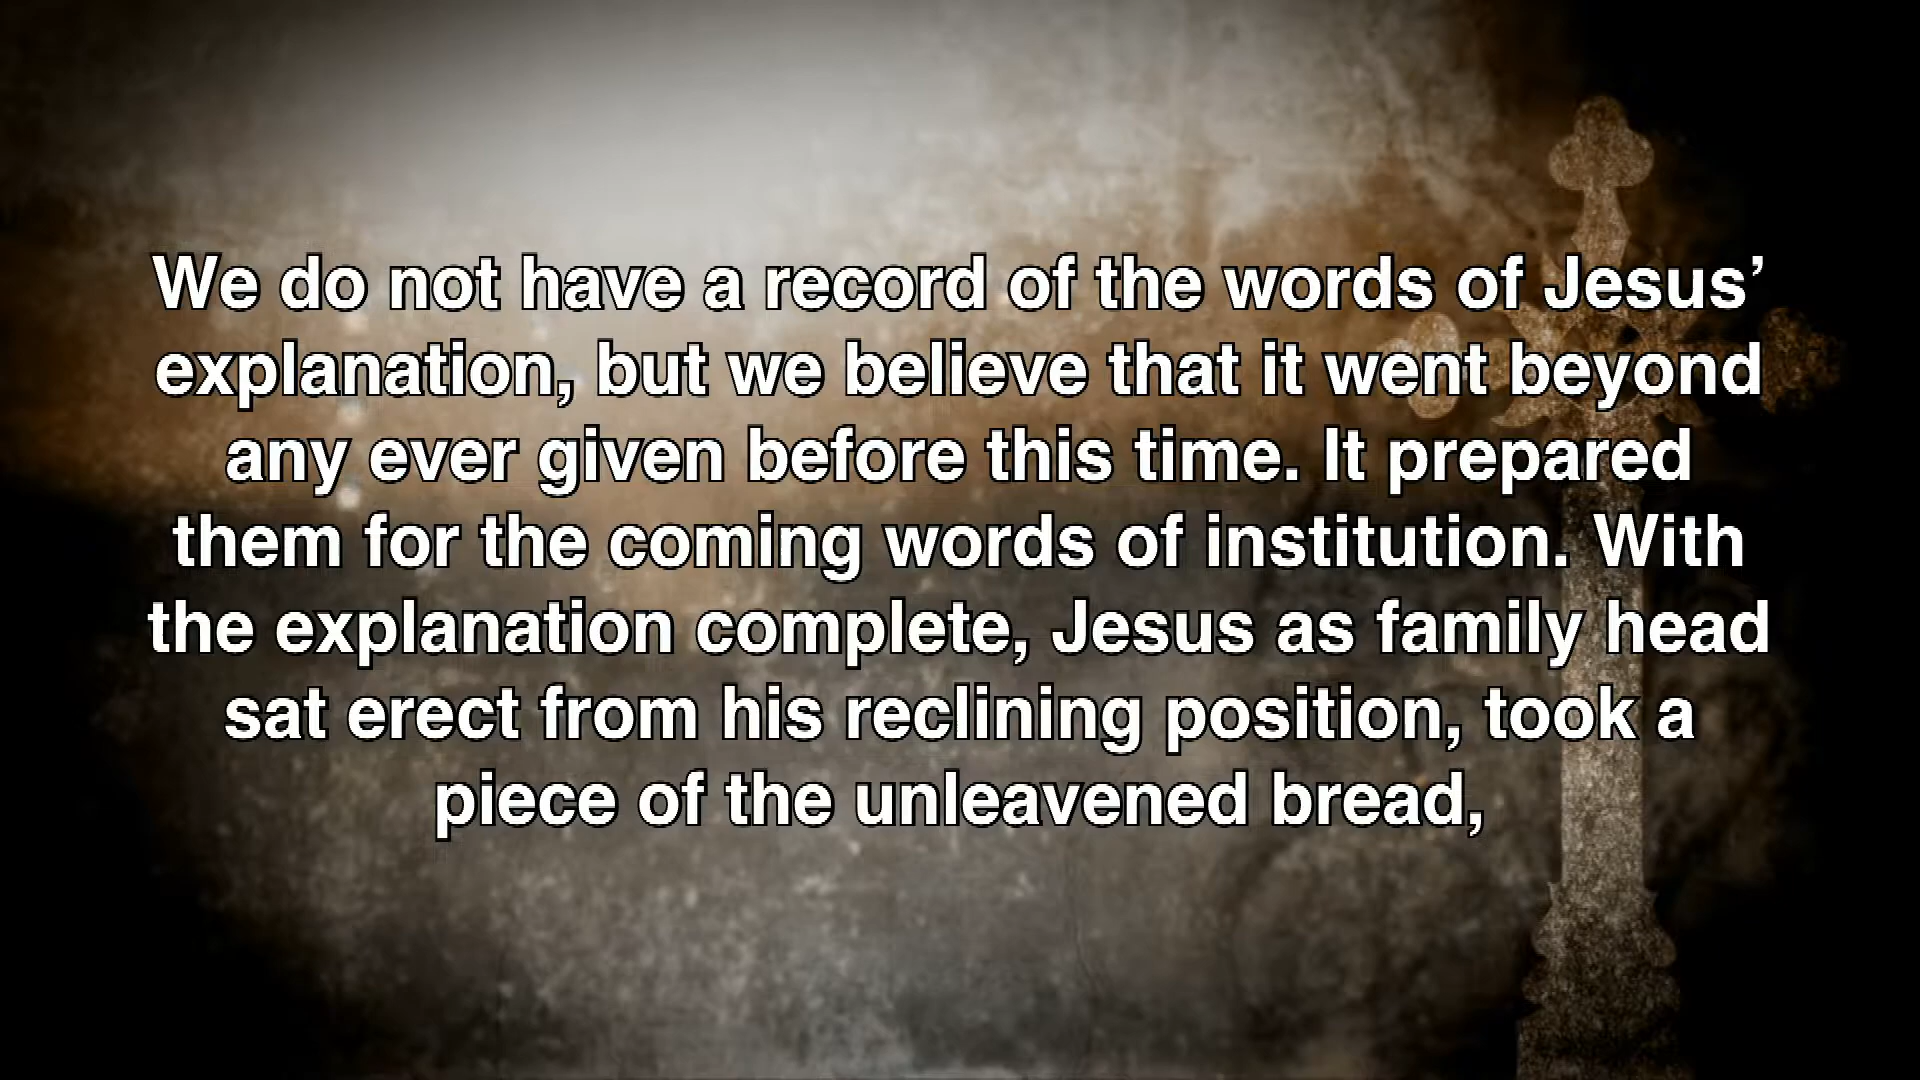 We do not have a record of the words of Jesus’
explanation, but we believe that it went beyond
any ever given before this time. It prepared
them for the coming words of institution. With
the explanation complete, Jesus as family head
sat erect from his reclining position, took a
piece of the unleavened bread,